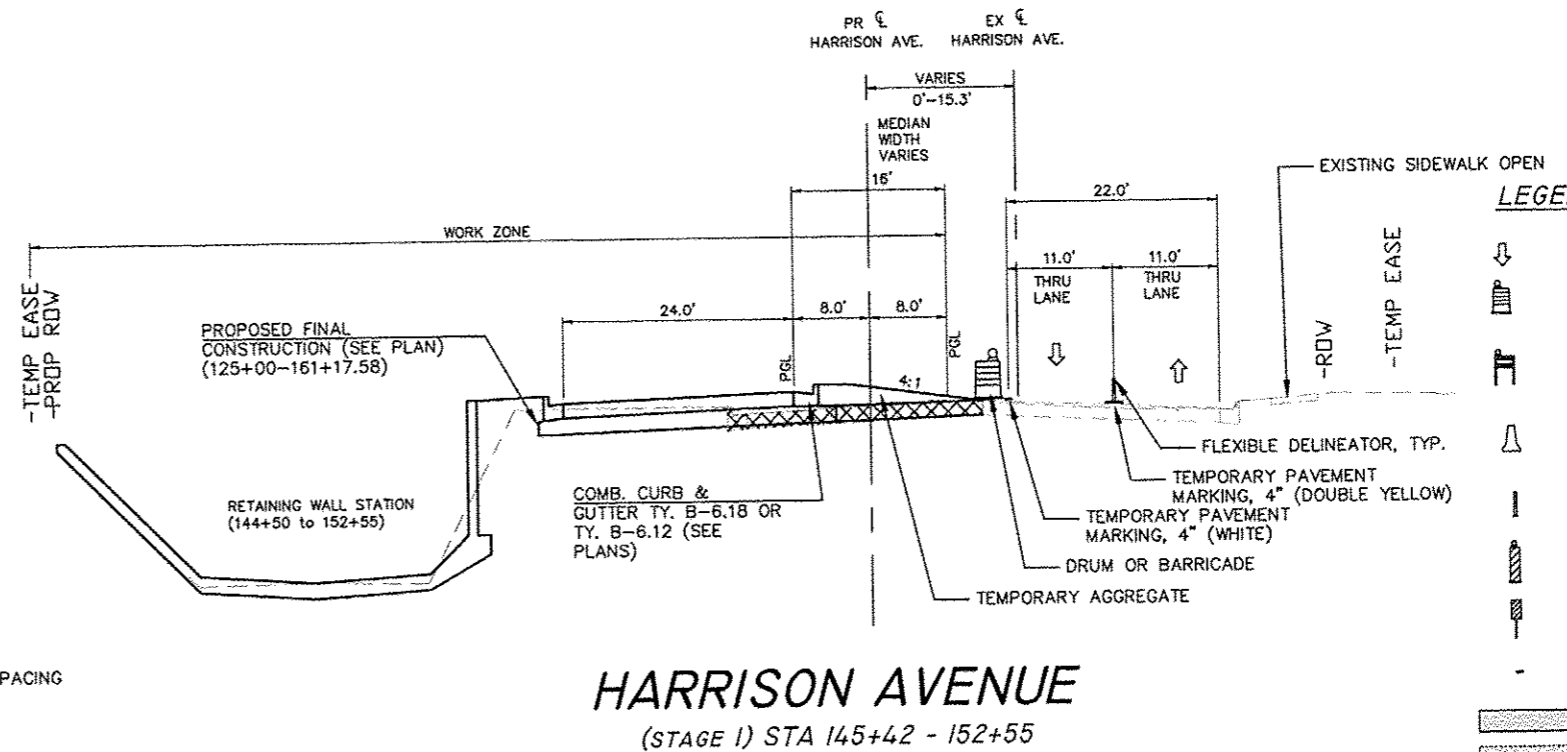 PR ℄
HARRISON AVE.
EX ℄
HARRISON AVE.
VARIES
0'-15.3'
MEDIAN
WIDTH
VARIES
16'
22.0'
EXISTING SIDEWALK OPEN
WORK ZONE
11.0'
THRU
LANE
11.0'
THRU
LANE
-TEMP EASE
-PROP ROW
24.0'
8.0'
8.0'
PGL
PGL
4:1
-ROW
-TEMP EASE
PROPOSED FINAL
CONSTRUCTION (SEE PLAN)
(125+00-161+17.58)
RETAINING WALL STATION
(144+50 to 152+55)
COMB. CURB &
GUTTER TY. B-6.18 OR
TY. B-6.12 (SEE
PLANS)
FLEXIBLE DELINEATOR, TYP.
TEMPORARY PAVEMENT
MARKING, 4" (DOUBLE YELLOW)
TEMPORARY PAVEMENT
MARKING, 4" (WHITE)
DRUM OR BARRICADE
TEMPORARY AGGREGATE
LEGE
PACING
HARRISON AVENUE
(STAGE I) STA 145+42 - 152+55